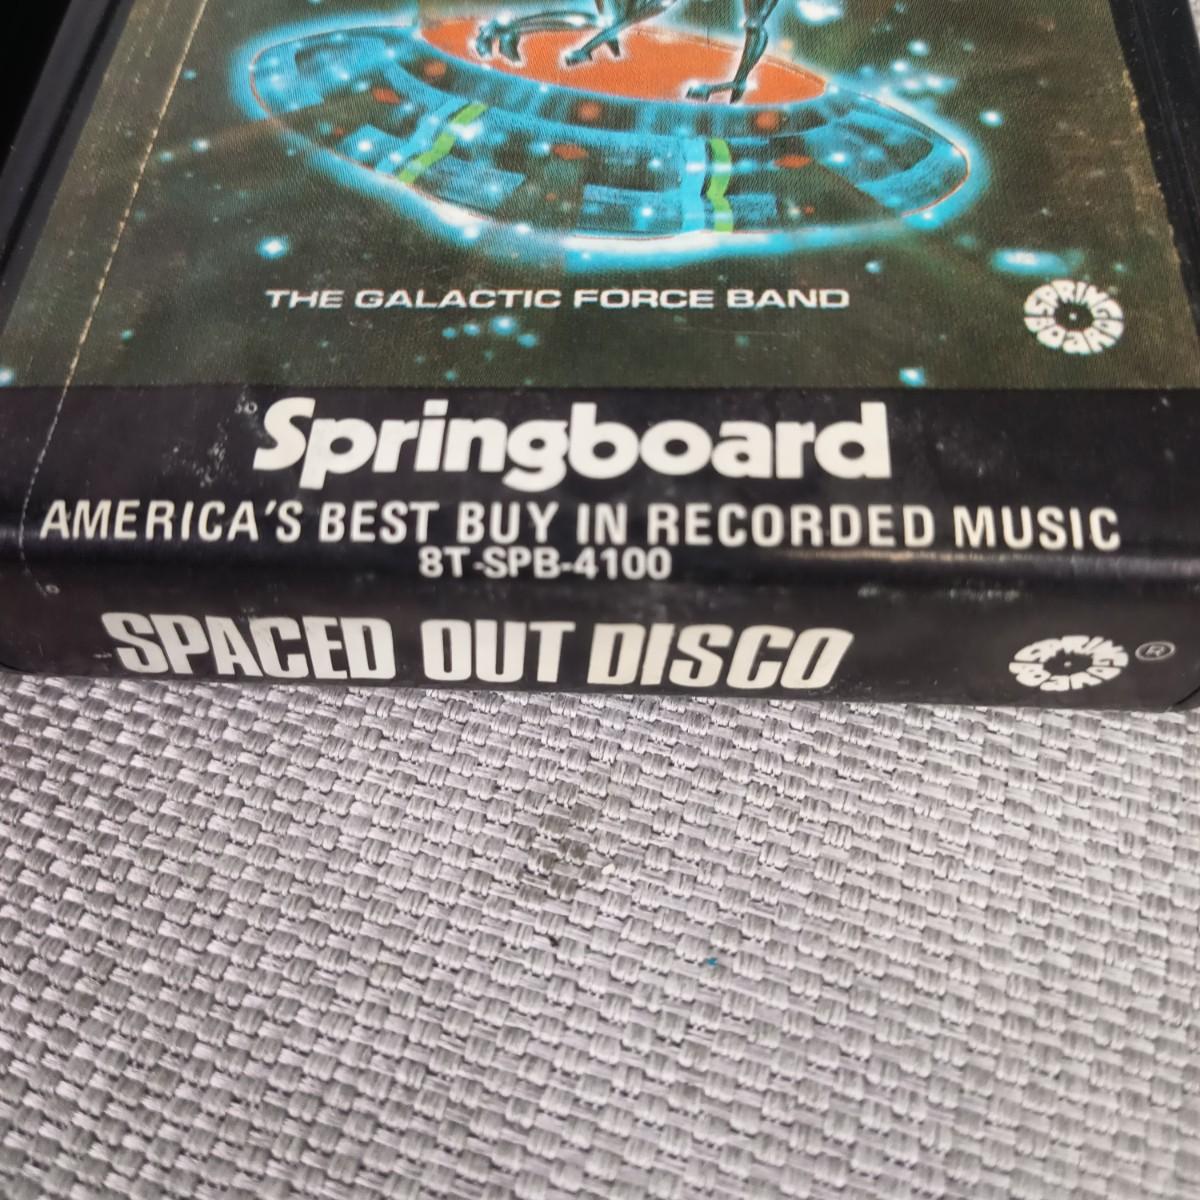 THE GALACTIC FORCE BAND
SPRINGBOARD
Springboard
AMERICA'S BEST BUY IN RECORDED MUSIC
8T-SPB-4100
SPACED OUT DISCO
SPRINGBOARD ®